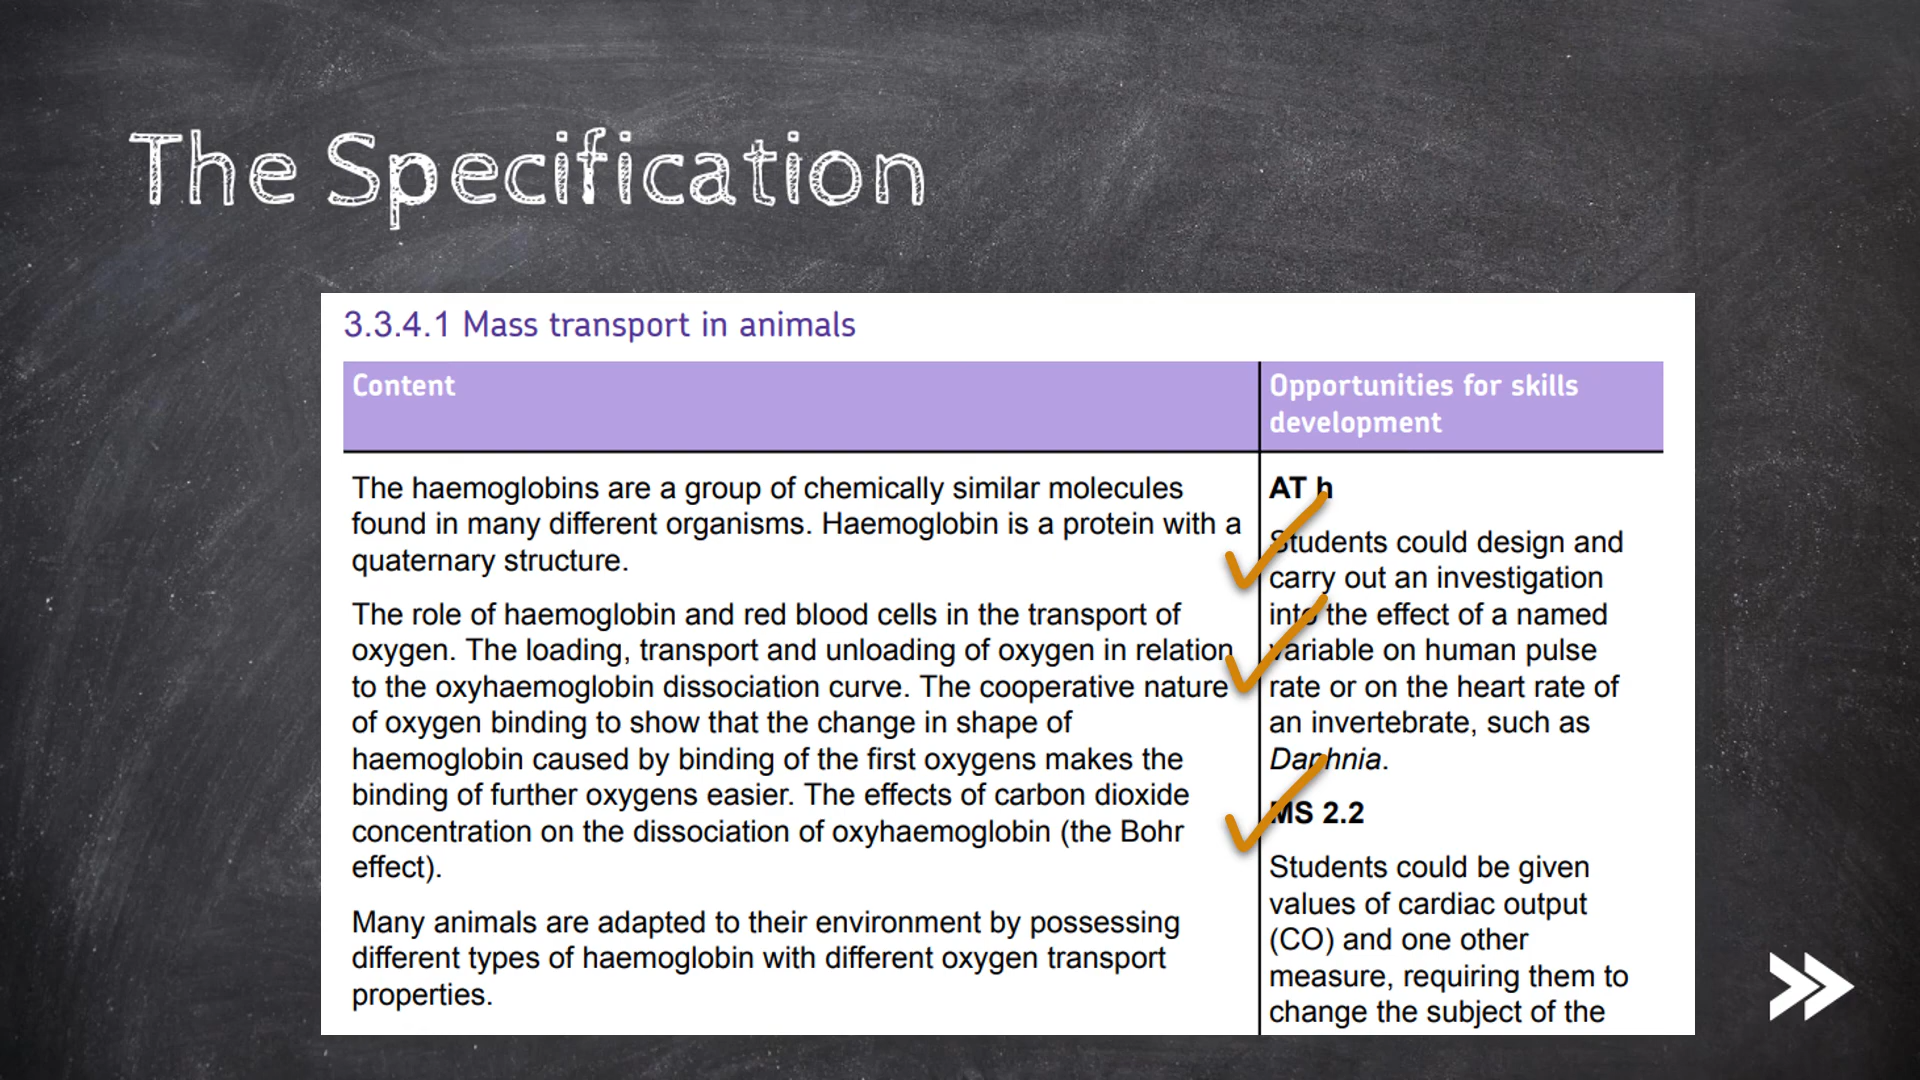 The Specification
3.3.4.1 Mass transport in animals
Content
Opportunities for skills
development
The haemoglobins are a group of chemically similar molecules
found in many different organisms. Haemoglobin is a protein with a
quaternary structure.
The role of haemoglobin and red blood cells in the transport of
oxygen. The loading, transport and unloading of oxygen in relation
to the oxyhaemoglobin dissociation curve. The cooperative nature
of oxygen binding to show that the change in shape of
haemoglobin caused by binding of the first oxygens makes the
binding of further oxygens easier. The effects of carbon dioxide
concentration on the dissociation of oxyhaemoglobin (the Bohr
effect).
Many animals are adapted to their environment by possessing
different types of haemoglobin with different oxygen transport
properties.
AT h
Students could design and
carry out an investigation
into the effect of a named
variable on human pulse
rate or on the heart rate of
an invertebrate, such as
Daphnia.
MS 2.2
Students could be given
values of cardiac output
(CO) and one other
measure, requiring them to
change the subject of the